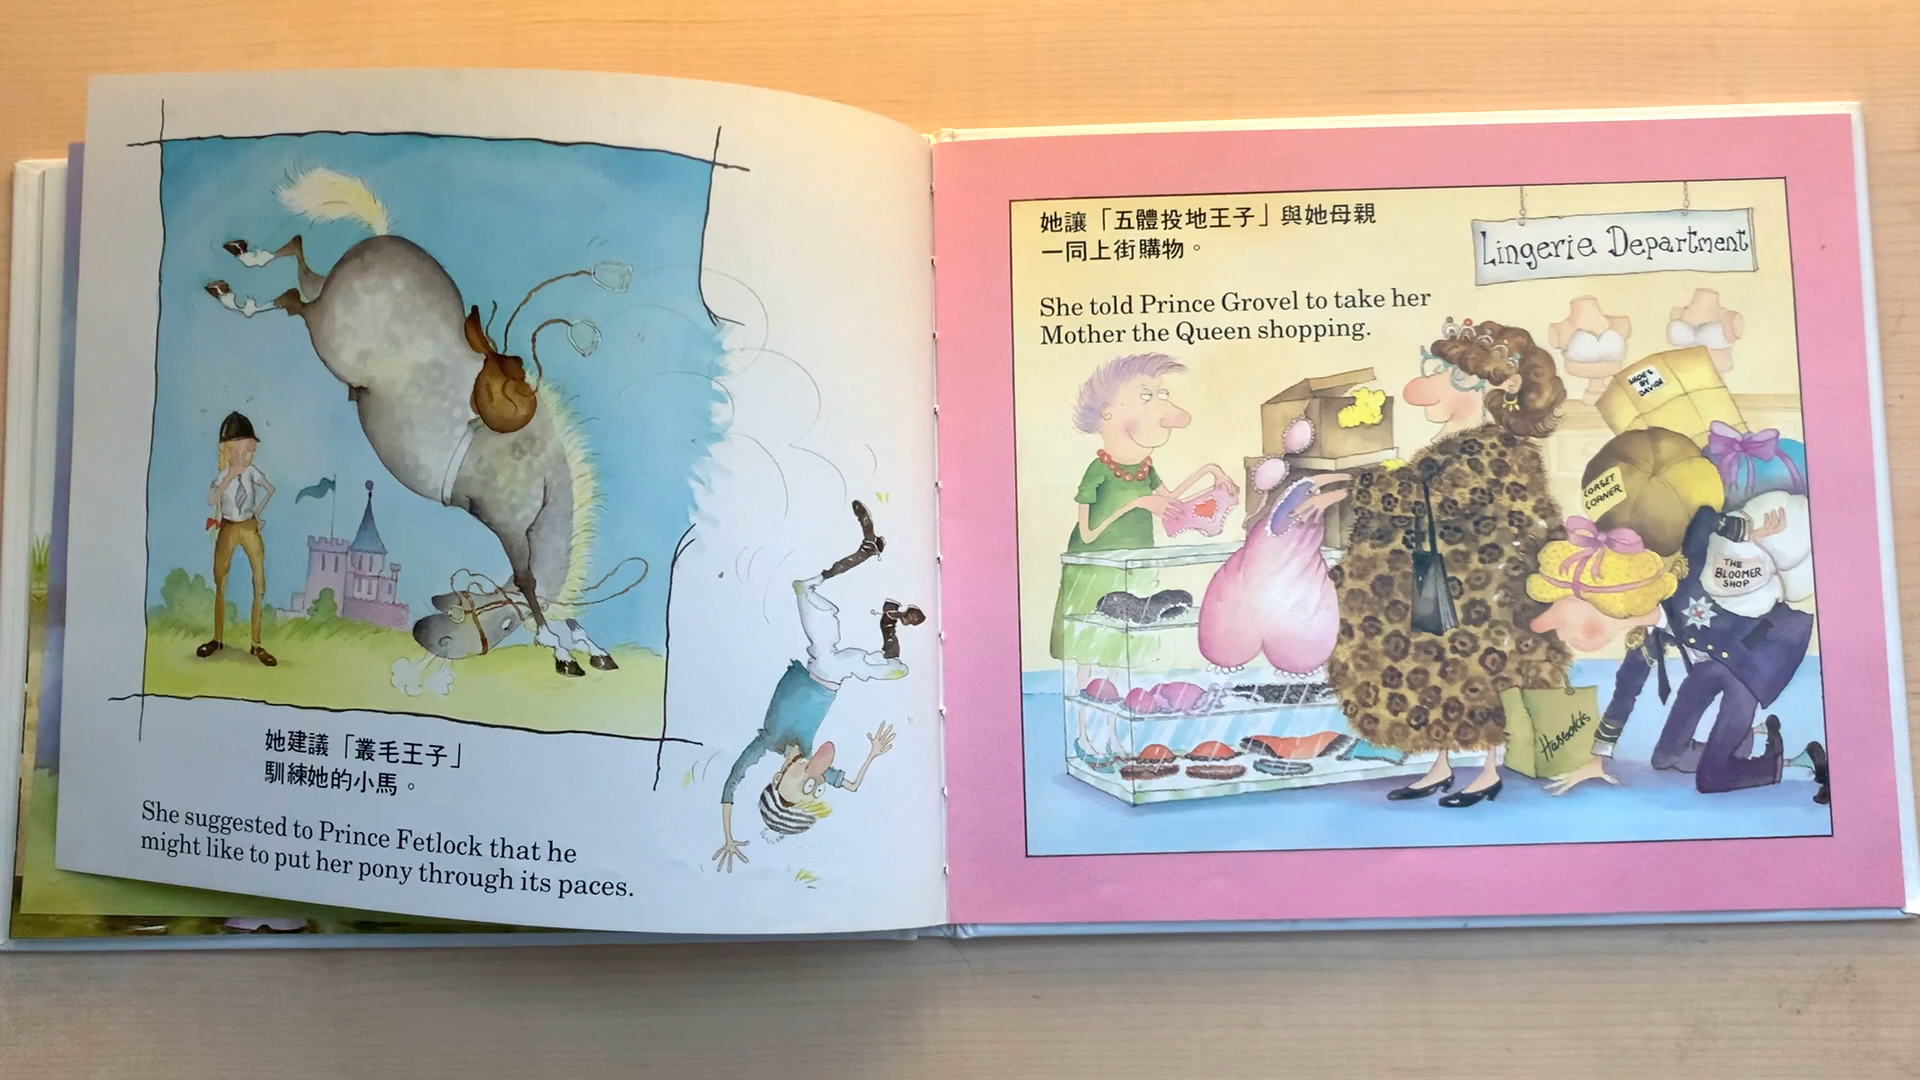 她建議「叢毛王子」
馴練她的小馬。
She suggested to Prince Fetlock that he
might like to put her pony through its paces.
她讓「五體投地王子」與她母親
一同上街購物。
She told Prince Grovel to take her
Mother the Queen shopping.
Lingerie Department
SHOES
BY
DAVIDE
CORSET
CORNER
THE
BLOOMER
SHOP